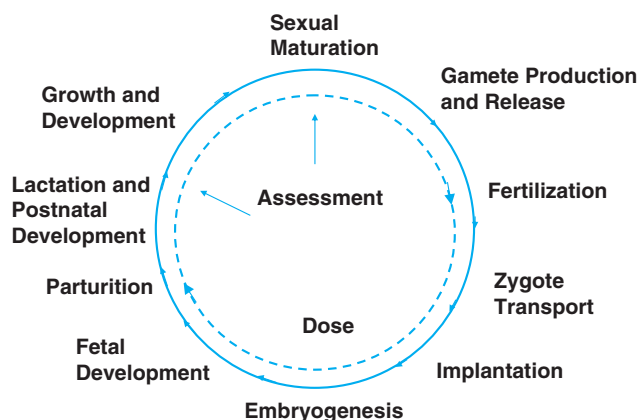 Sexual
Maturation
Gamete Production
and Release
Fertilization
Zygote
Transport
Implantation
Embryogenesis
Fetal
Development
Parturition
Lactation and
Postnatal
Development
Growth and
Development
Assessment
Dose